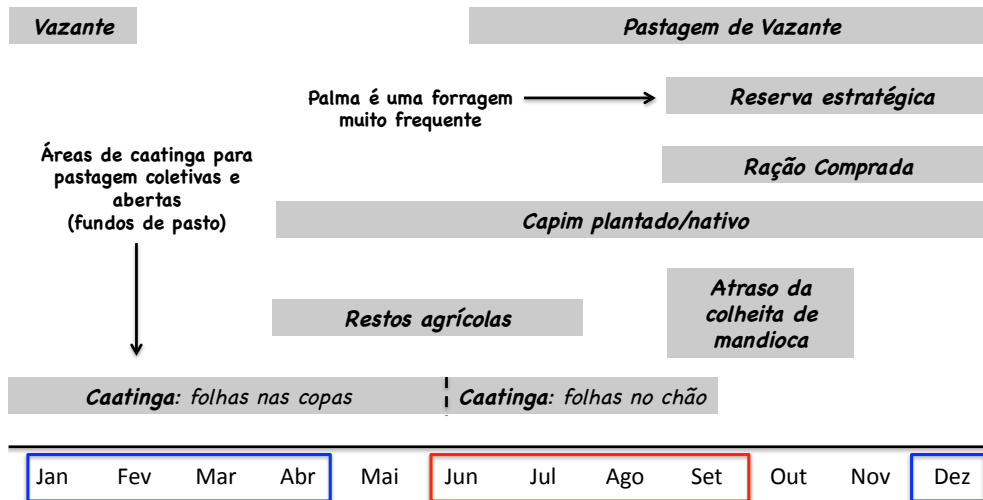 Vazante
Pastagem de Vazante
Palma é uma forragem
muito frequente
Reserva estratégica
Áreas de caatinga para
pastagem coletivas e
abertas
(fundos de pasto)
Ração Comprada
Capim plantado/nativo
Restos agrícolas
Atraso da
colheita de
mandioca
Caatinga: folhas nas copas
Caatinga: folhas no chão
Jan Fev Mar Abr Mai Jun Jul Ago Set Out Nov Dez